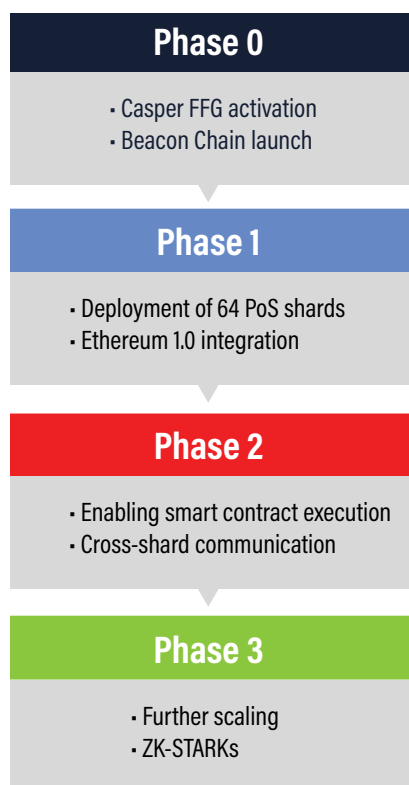 Phase 0
· Casper FFG activation
· Beacon Chain launch
Phase 1
· Deployment of 64 PoS shards
· Ethereum 1.0 integration
Phase 2
· Enabling smart contract execution
· Cross-shard communication
Phase 3
· Further scaling
· ZK-STARKs